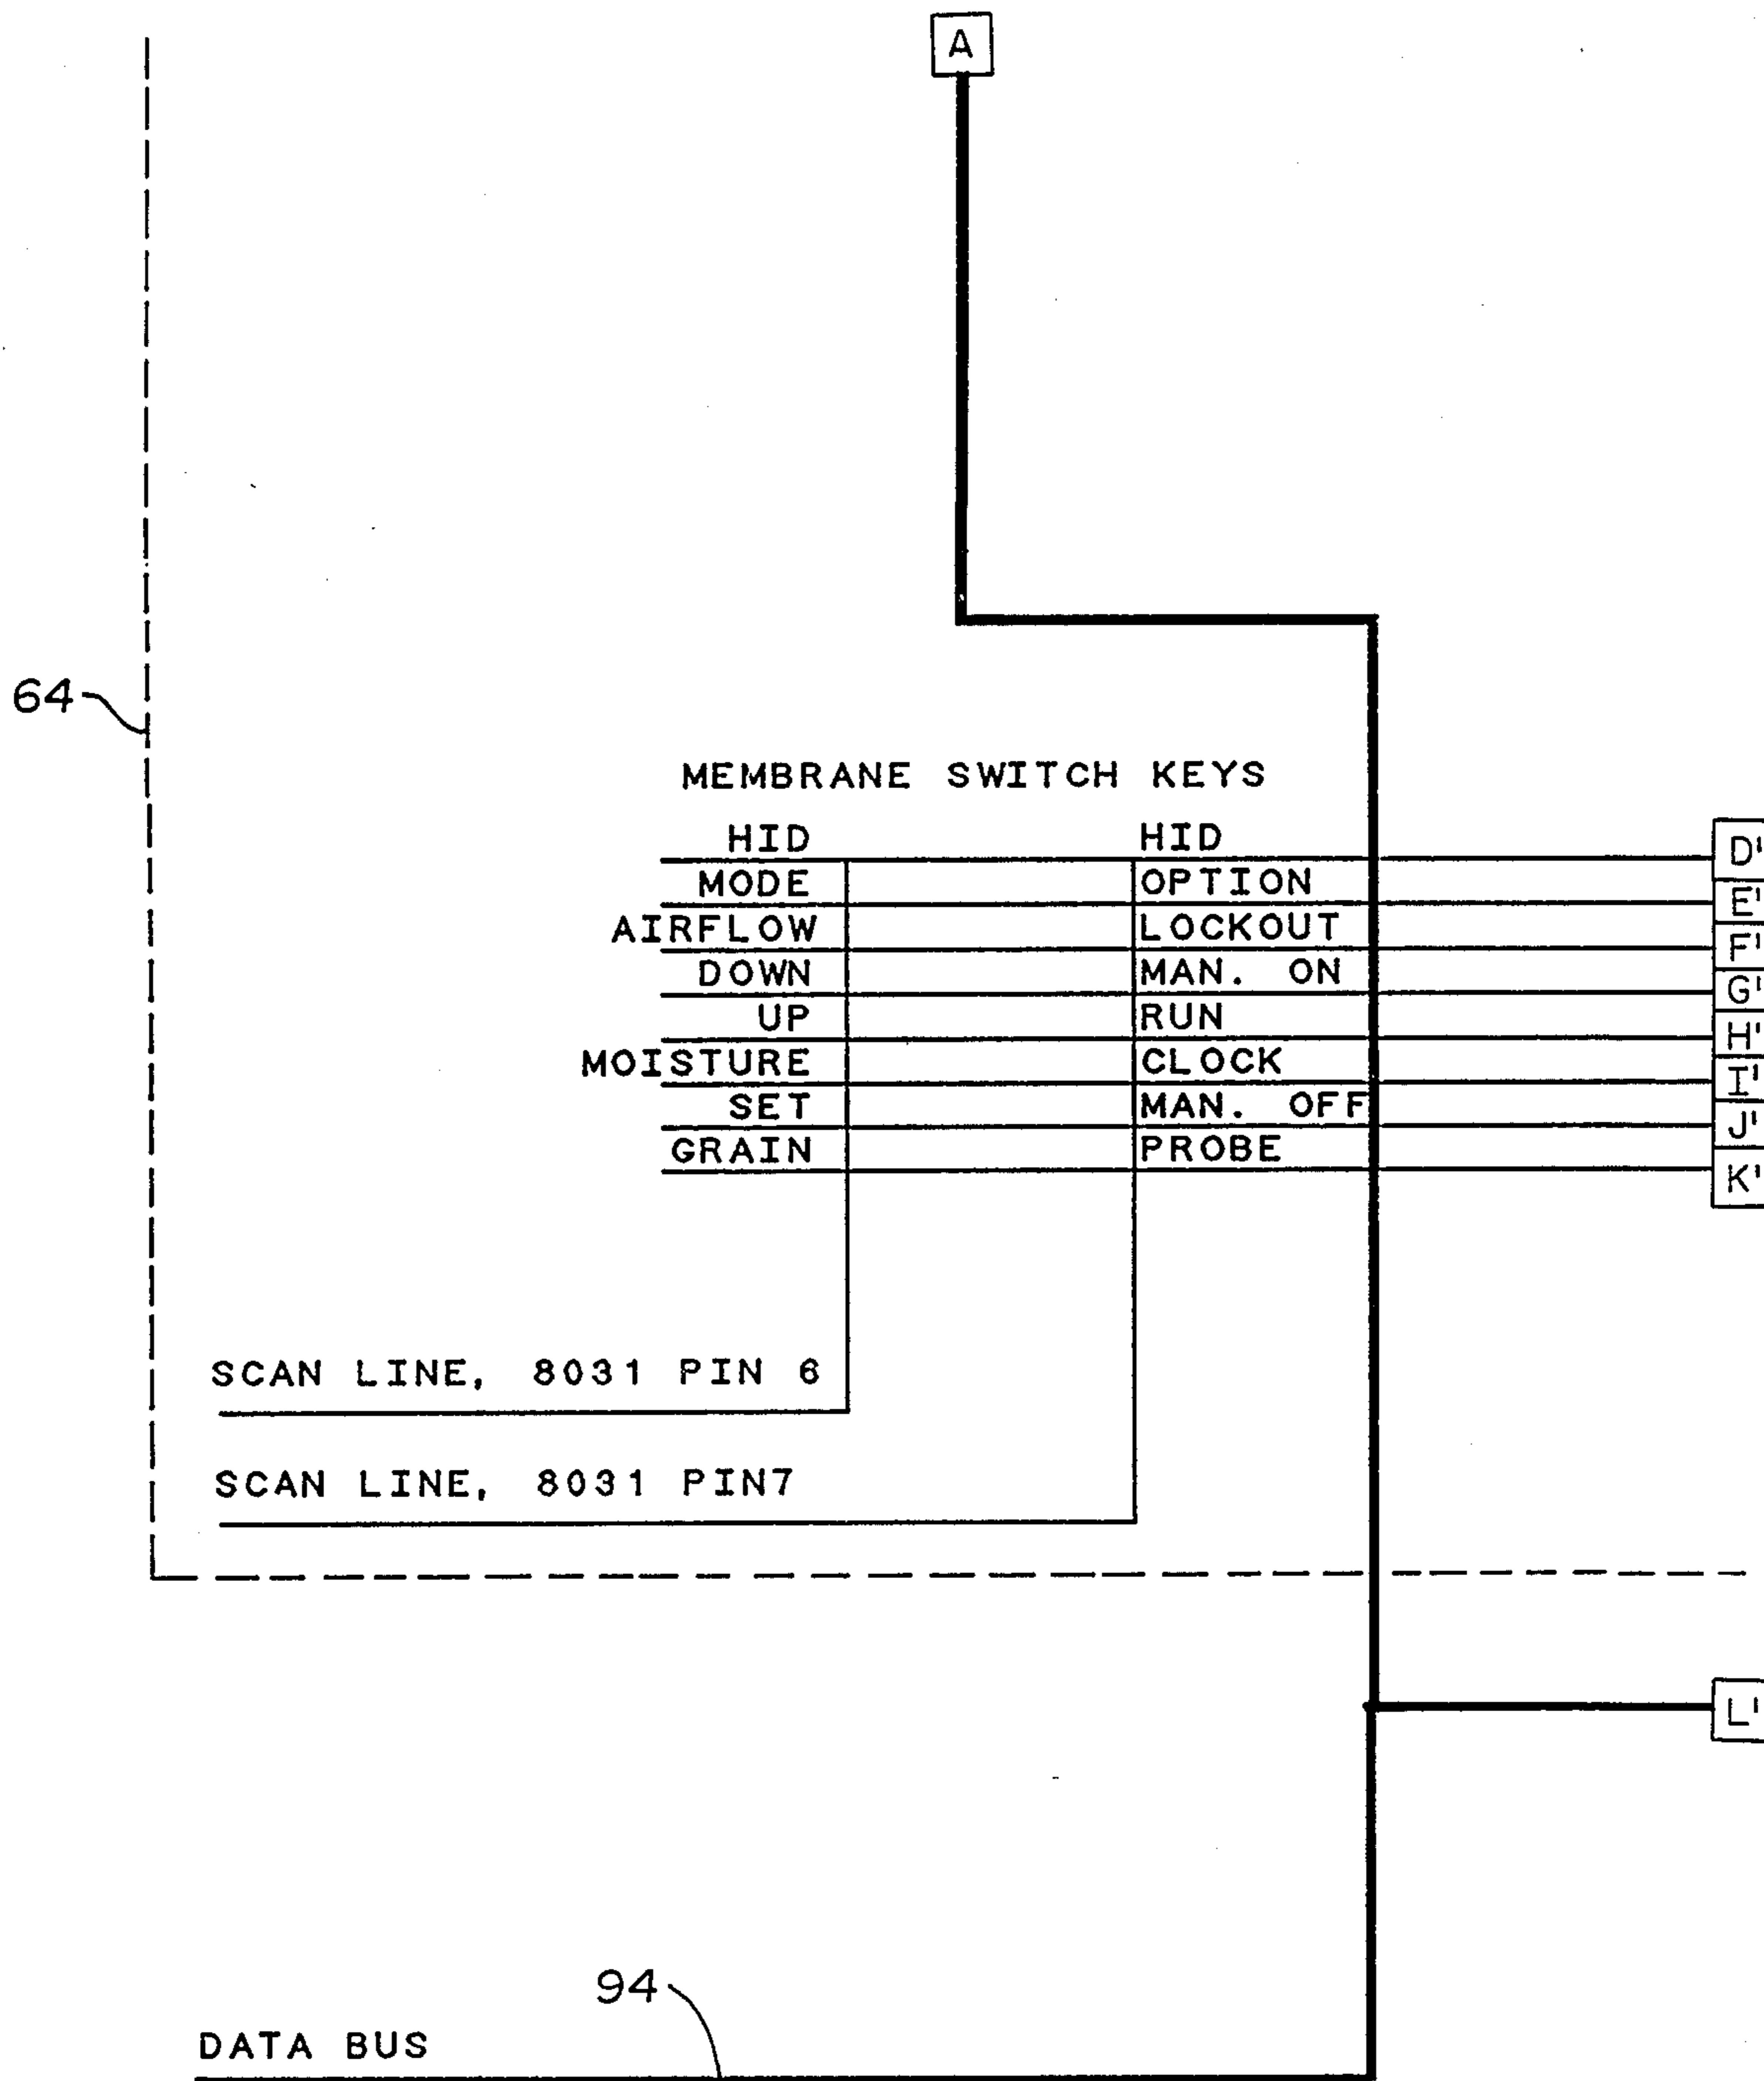 A
64
MEMBRANE SWITCH KEYS
HID HID D'
MODE OPTION E'
AIRFLOW LOCKOUT F'
DOWN MAN. ON G'
UP RUN H'
MOISTURE CLOCK I'
SET MAN. OFF J'
GRAIN PROBE K'
SCAN LINE, 8031 PIN 6
SCAN LINE, 8031 PIN7
L'
94
DATA BUS